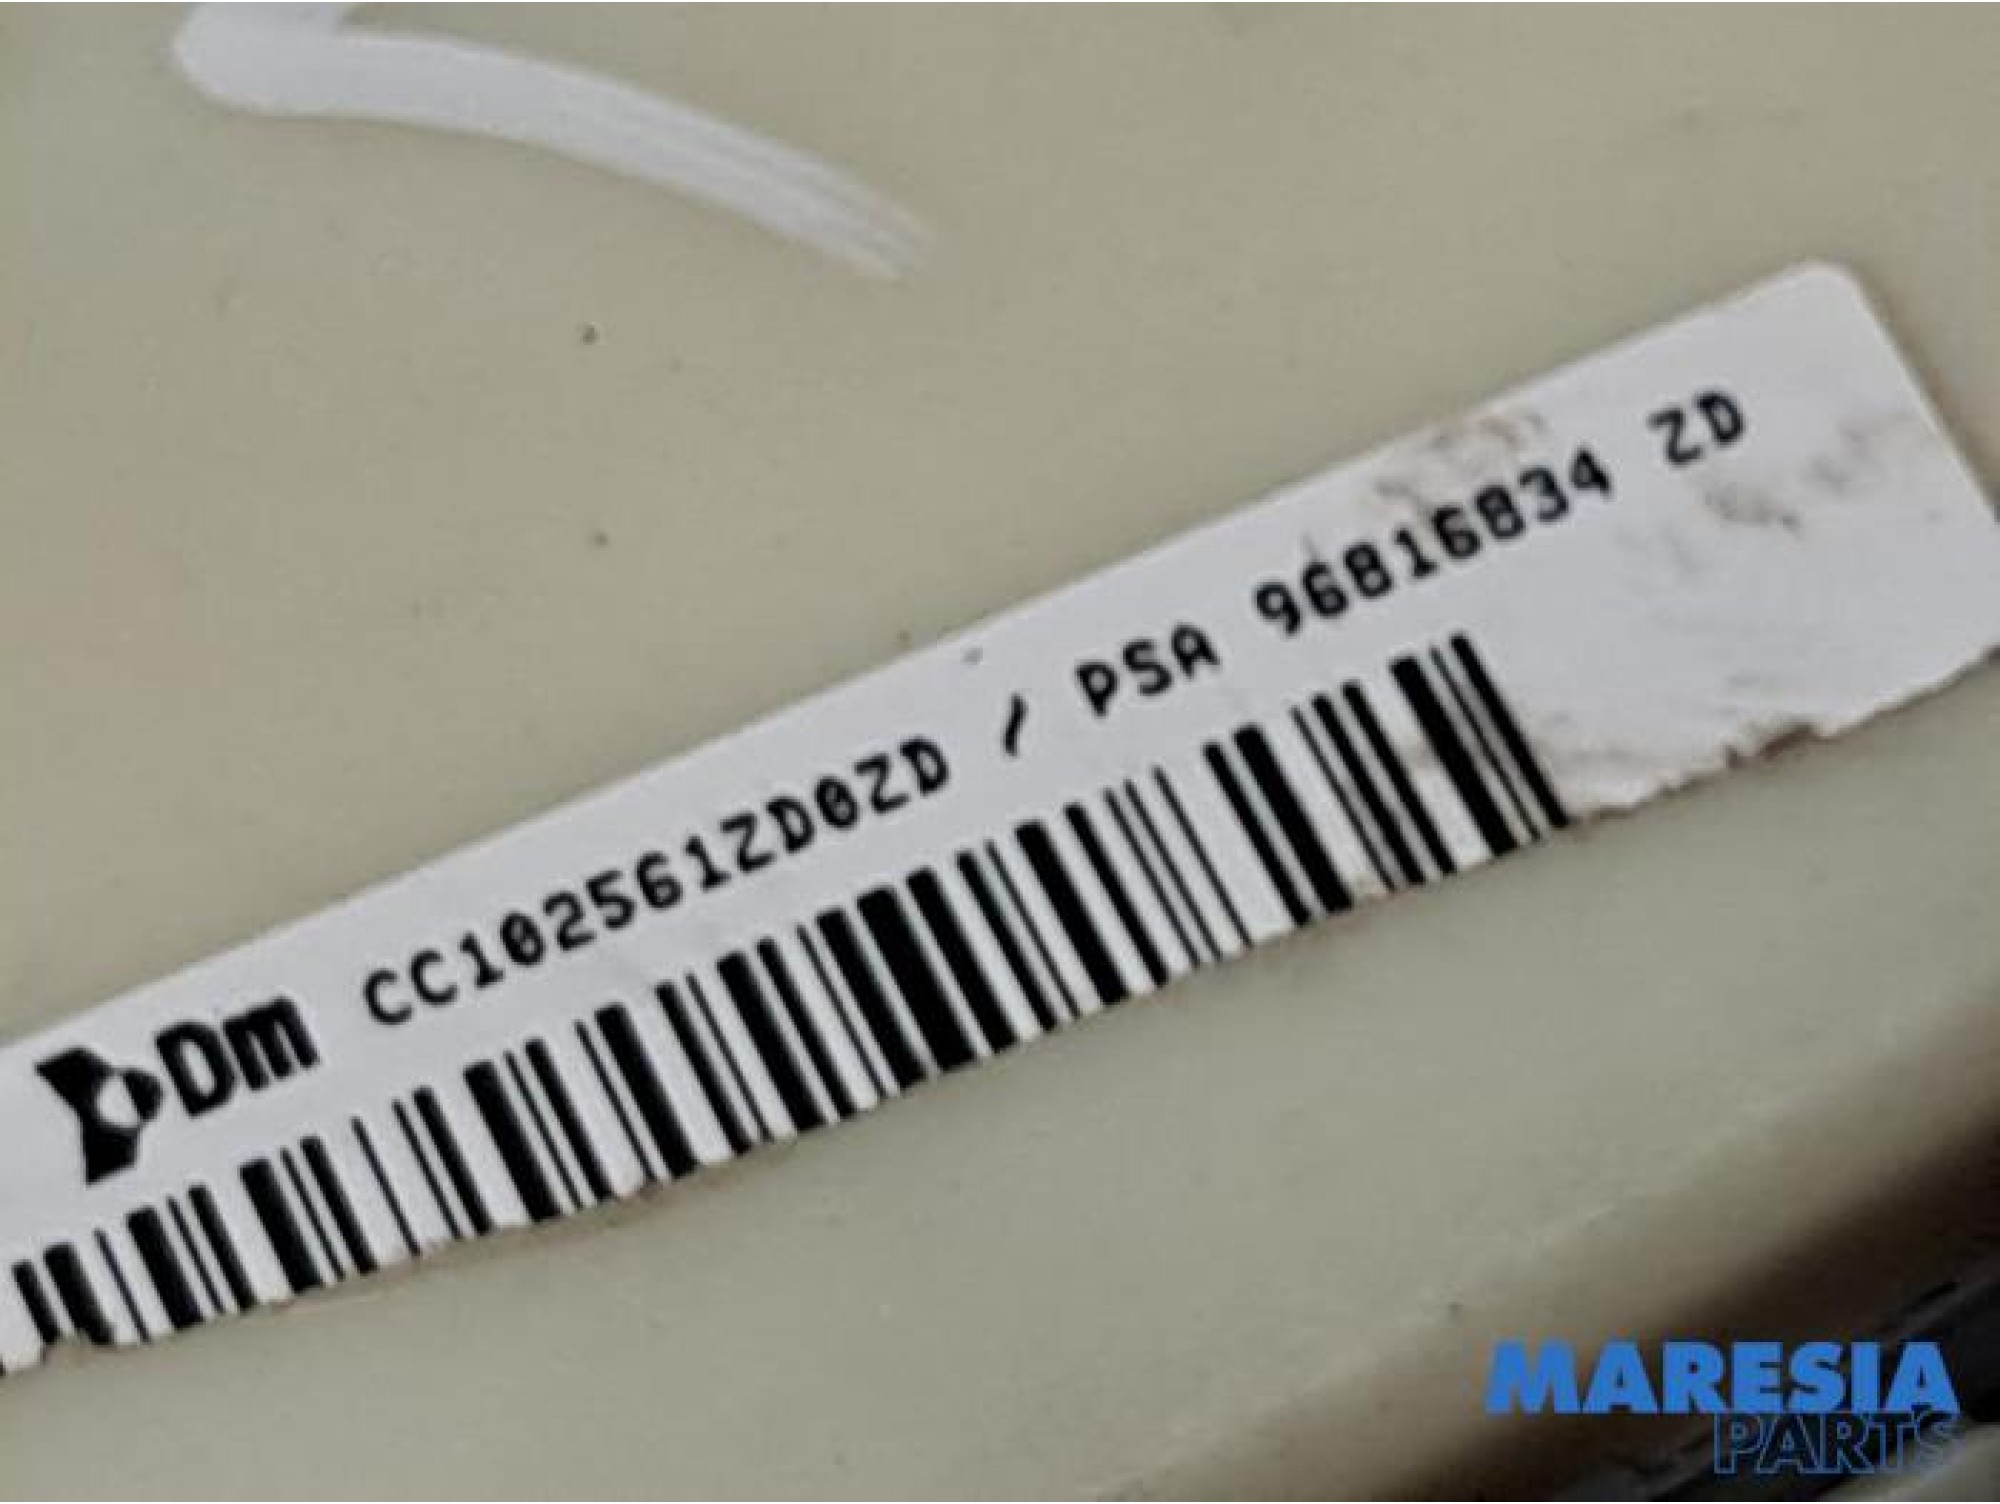 Dm CC102561ZD0ZD / PSA 96816834 ZD
MARESIA
PARTS